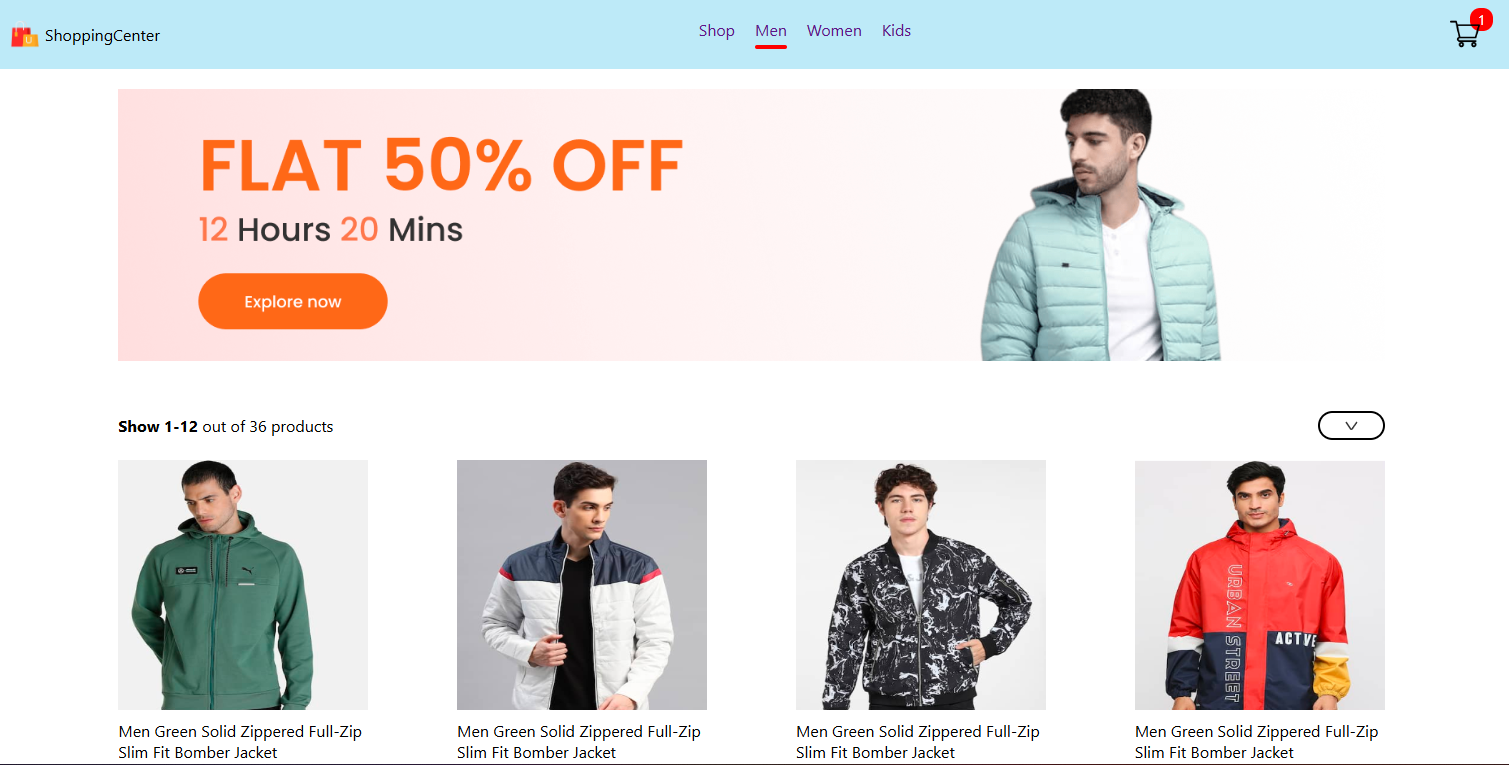 ShoppingCenter
Shop Men Women Kids
1
FLAT 50% OFF
12 Hours 20 Mins
Explore now
Show 1-12 out of 36 products
URBAN STREET
ACTVE
Men Green Solid Zippered Full-Zip
Slim Fit Bomber Jacket
Men Green Solid Zippered Full-Zip
Slim Fit Bomber Jacket
Men Green Solid Zippered Full-Zip
Slim Fit Bomber Jacket
Men Green Solid Zippered Full-Zip
Slim Fit Bomber Jacket